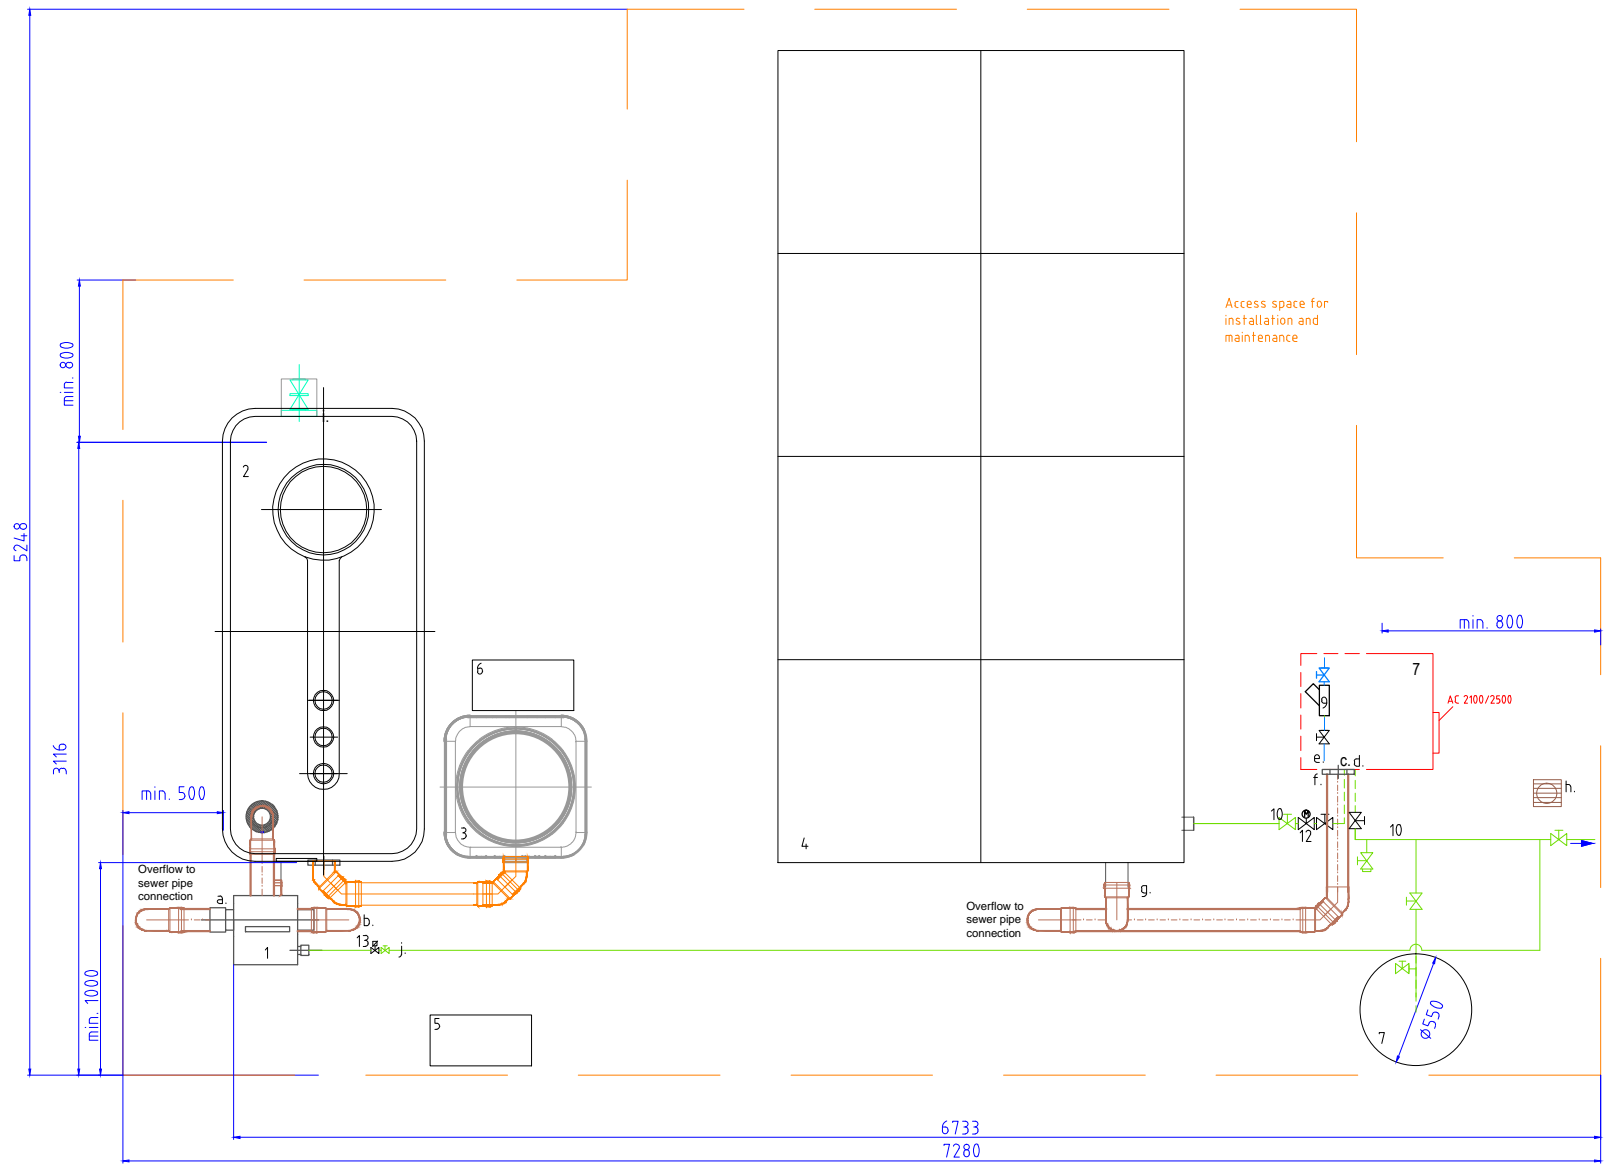 Access space for
installation and
maintenance
min. 800
5248
2
min. 800
6
7
9
AC 2100/2500
3116
e.
c.
d.
f.
min. 500
h.
10
12
10
3
4
Overflow to
sewer pipe
connection
a.
b.
g.
Overflow to
sewer pipe
connection
13
j.
1
min. 1000
5
7
Ø550
6733
7280